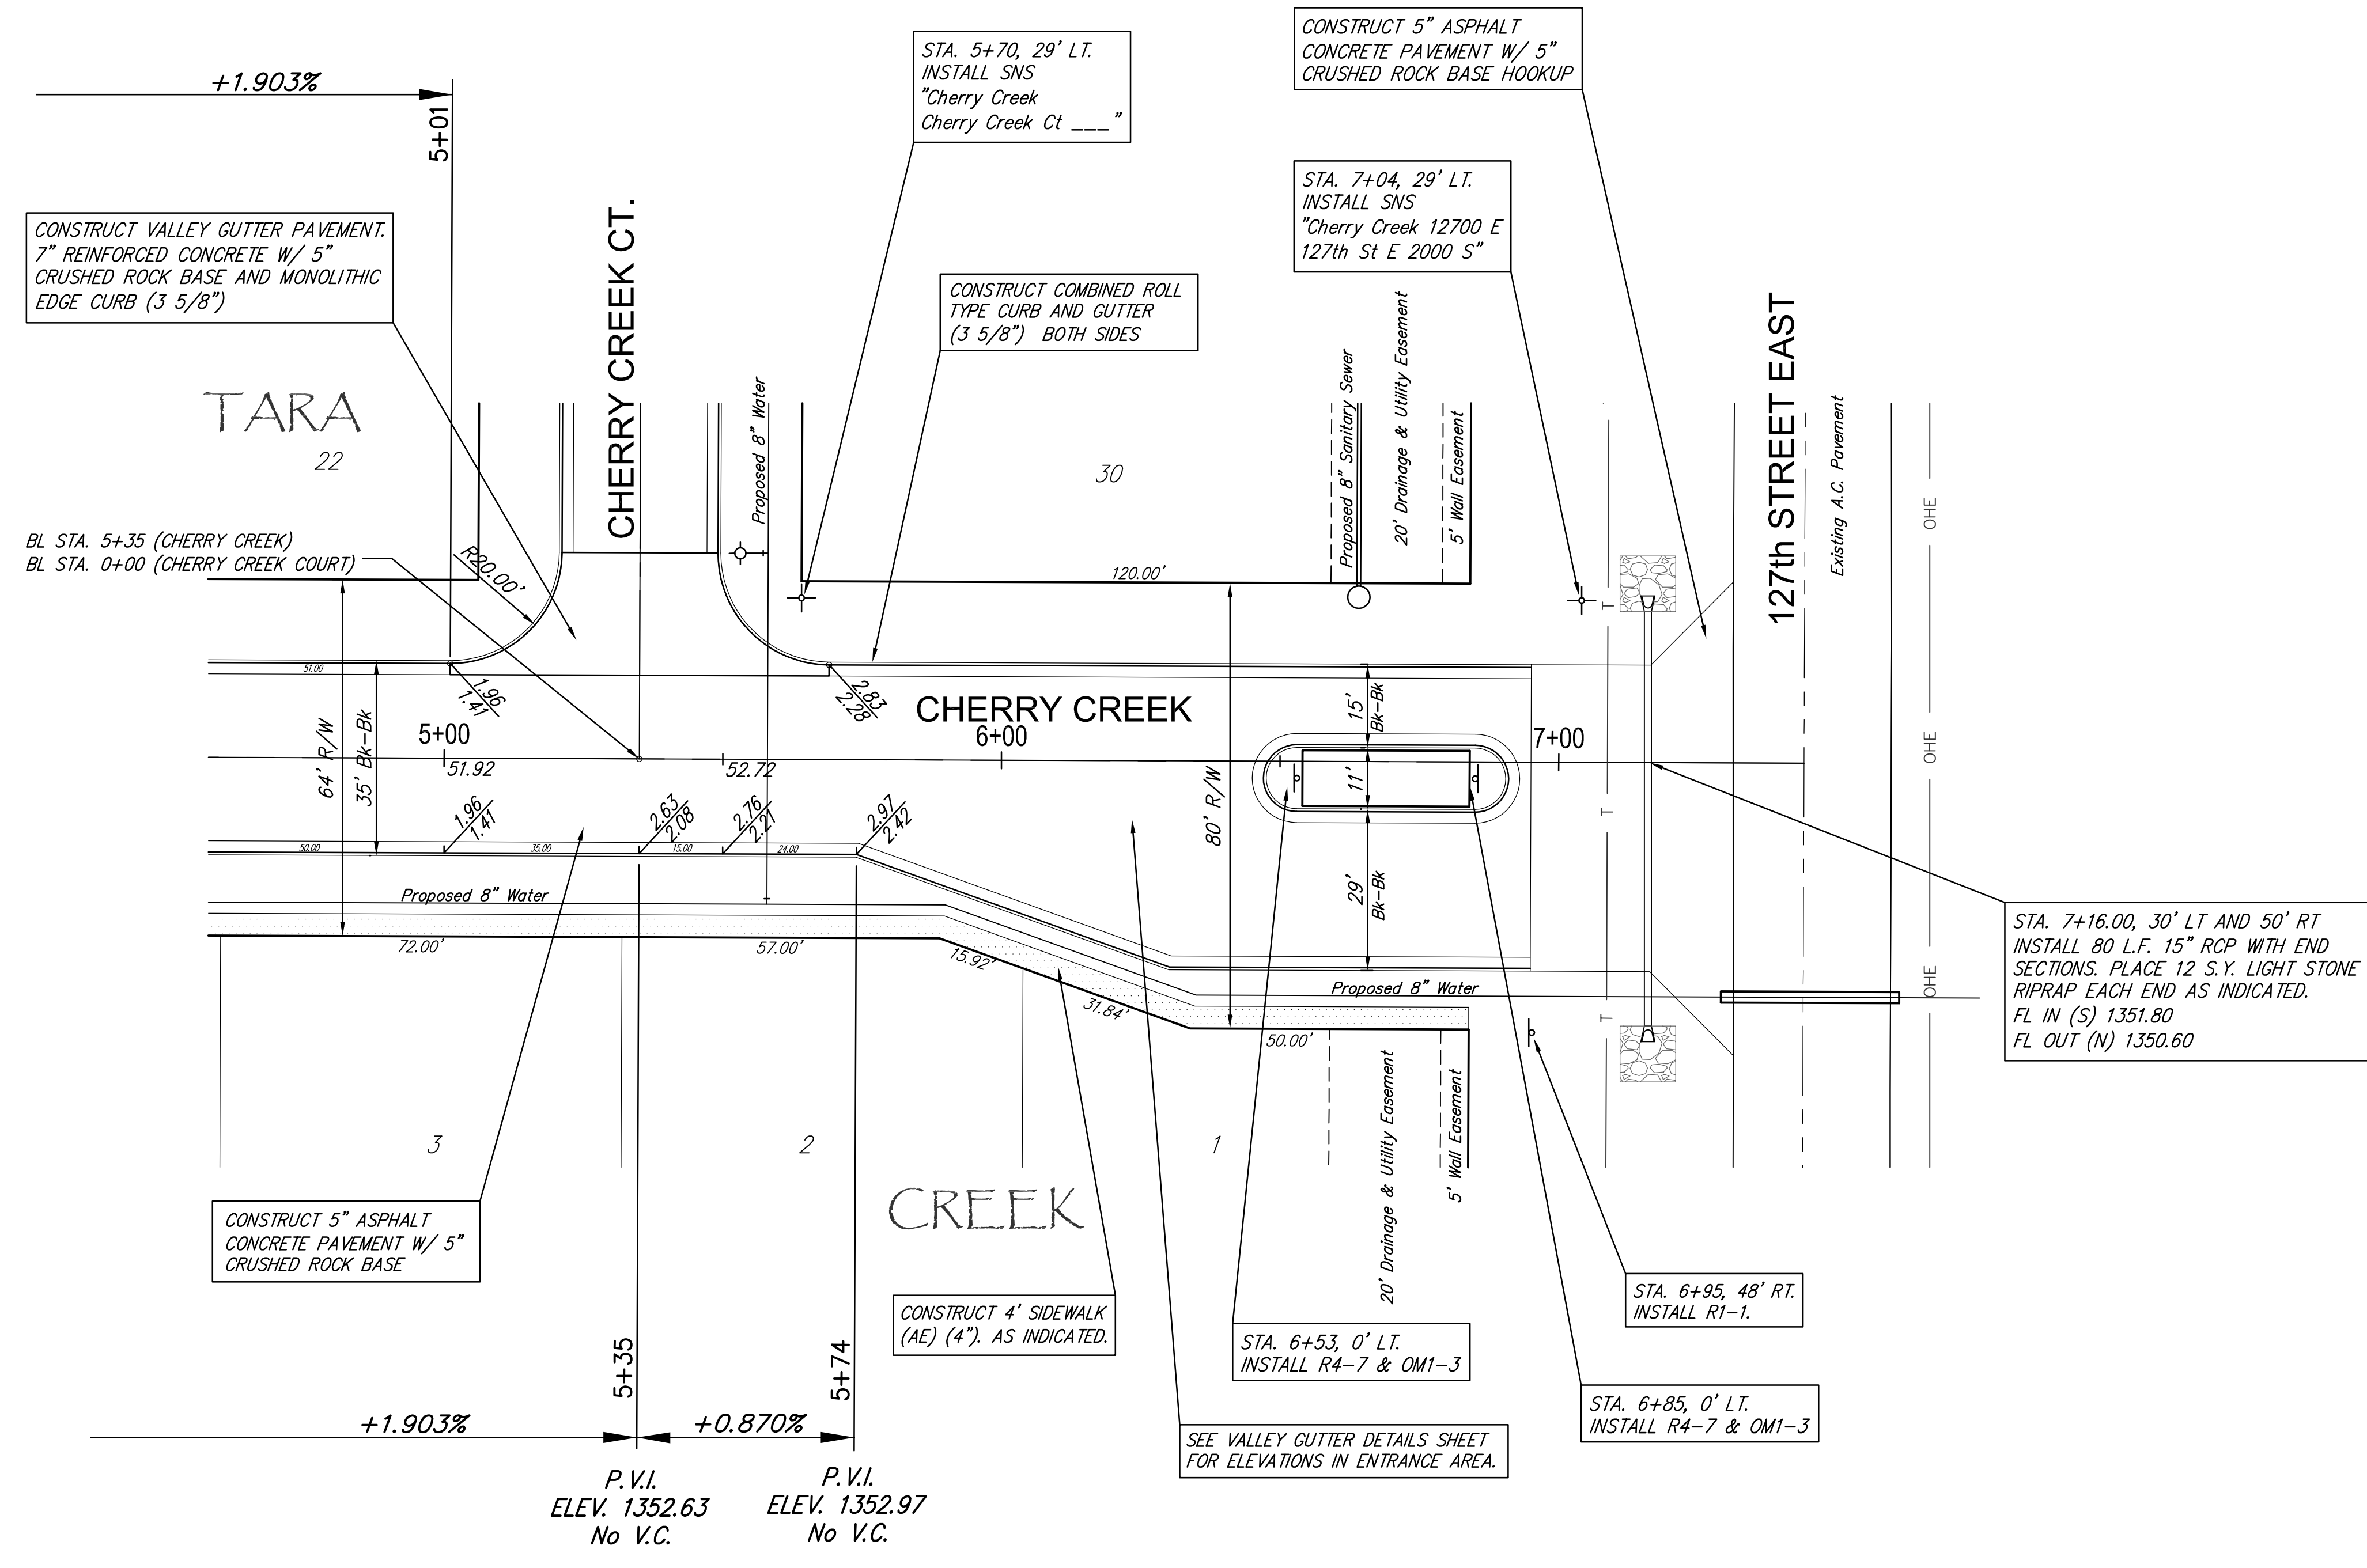 +1.903%
5+01
STA. 5+70, 29' LT.
INSTALL SNS
"Cherry Creek
Cherry Creek Ct ___"
CONSTRUCT 5" ASPHALT
CONCRETE PAVEMENT W/ 5"
CRUSHED ROCK BASE HOOKUP
STA. 7+04, 29' LT.
INSTALL SNS
"Cherry Creek 12700 E
127th St E 2000 S"
CONSTRUCT VALLEY GUTTER PAVEMENT.
7" REINFORCED CONCRETE W/ 5"
CRUSHED ROCK BASE AND MONOLITHIC
EDGE CURB (3 5/8")
CHERRY CREEK CT.
CONSTRUCT COMBINED ROLL
TYPE CURB AND GUTTER
(3 5/8") BOTH SIDES
TARA
22
Proposed 8" Water
30
Proposed 8" Sanitary Sewer
20' Drainage & Utility Easement
5' Wall Easement
127th STREET EAST
Existing A.C. Pavement
OHE
OHE
OHE
BL STA. 5+35 (CHERRY CREEK)
BL STA. 0+00 (CHERRY CREEK COURT)
R20.00'
120.00'
T
T
T
51.00
1.96
1.41
2.83
2.28
CHERRY CREEK
64' R/W
35' Bk-Bk
5+00
51.92
52.72
6+00
7+00
15'
Bk-Bk
11'
80' R/W
29'
Bk-Bk
1.96
1.41
2.63
2.08
2.76
2.21
2.97
2.42
50.00
35.00
15.00
24.00
Proposed 8" Water
72.00'
57.00'
15.92'
31.84'
Proposed 8" Water
50.00'
STA. 7+16.00, 30' LT AND 50' RT
INSTALL 80 L.F. 15" RCP WITH END
SECTIONS. PLACE 12 S.Y. LIGHT STONE
RIPRAP EACH END AS INDICATED.
FL IN (S) 1351.80
FL OUT (N) 1350.60
3
2
1
20' Drainage & Utility Easement
5' Wall Easement
CREEK
CONSTRUCT 5" ASPHALT
CONCRETE PAVEMENT W/ 5"
CRUSHED ROCK BASE
CONSTRUCT 4' SIDEWALK
(AE) (4"). AS INDICATED.
STA. 6+53, 0' LT.
INSTALL R4-7 & OM1-3
STA. 6+95, 48' RT.
INSTALL R1-1.
STA. 6+85, 0' LT.
INSTALL R4-7 & OM1-3
SEE VALLEY GUTTER DETAILS SHEET
FOR ELEVATIONS IN ENTRANCE AREA.
5+35
5+74
+1.903%
+0.870%
P.V.I.
ELEV. 1352.63
No V.C.
P.V.I.
ELEV. 1352.97
No V.C.